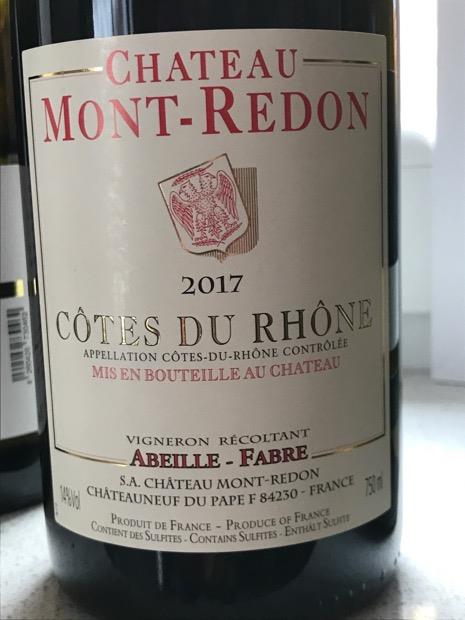 CHATEAU
MONT-REDON
2017
CÔTES DU RHÔNE
APPELLATION CÔTES-DU-RHÔNE CONTRÔLÉE
MIS EN BOUTEILLE AU CHATEAU
VIGNERON RÉCOLTANT
ABEILLE - FABRE
S.A. CHÂTEAU MONT-REDON
CHÂTEAUNEUF DU PAPE F 84230 - FRANCE
14%Vol
750 ml
PRODUIT DE FRANCE - PRODUCE OF FRANCE
CONTIENT DES SULFITES - CONTAINS SULFITES - ENTHÄLT SULFITE